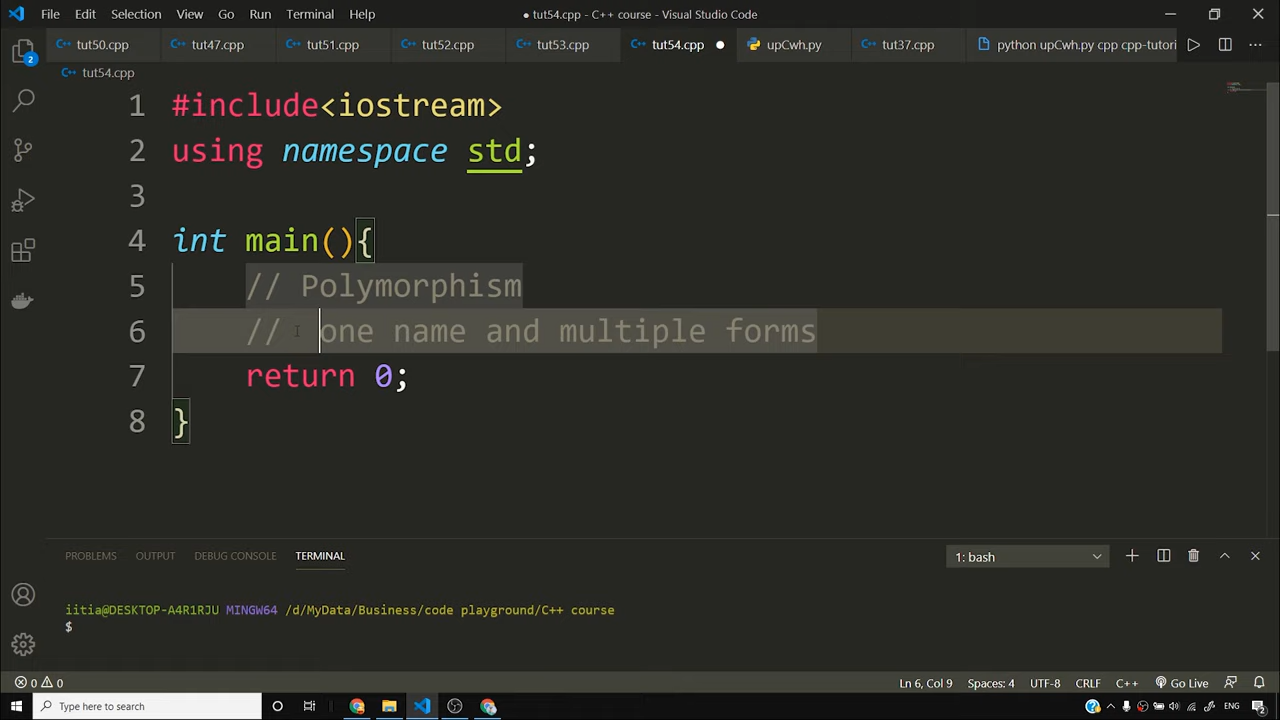 File Edit Selection View Go Run Terminal Help
● tut54.cpp - C++ course - Visual Studio Code
tut50.cpp tut47.cpp tut51.cpp tut52.cpp tut53.cpp tut54.cpp ● upCwh.py tut37.cpp python upCwh.py cpp cpp-tutori
tut54.cpp
1 #include<iostream>
2 using namespace std;
3
4 int main(){
5 // Polymorphism
6 // one name and multiple forms
7 return 0;
8 }
2
PROBLEMS OUTPUT DEBUG CONSOLE TERMINAL 1: bash
iitia@DESKTOP-A4R1RJU MINGW64 /d/MyData/Business/code playground/C++ course
$
0 0 Ln 6, Col 9 Spaces: 4 UTF-8 CRLF C++ Go Live
Type here to search ENG 2